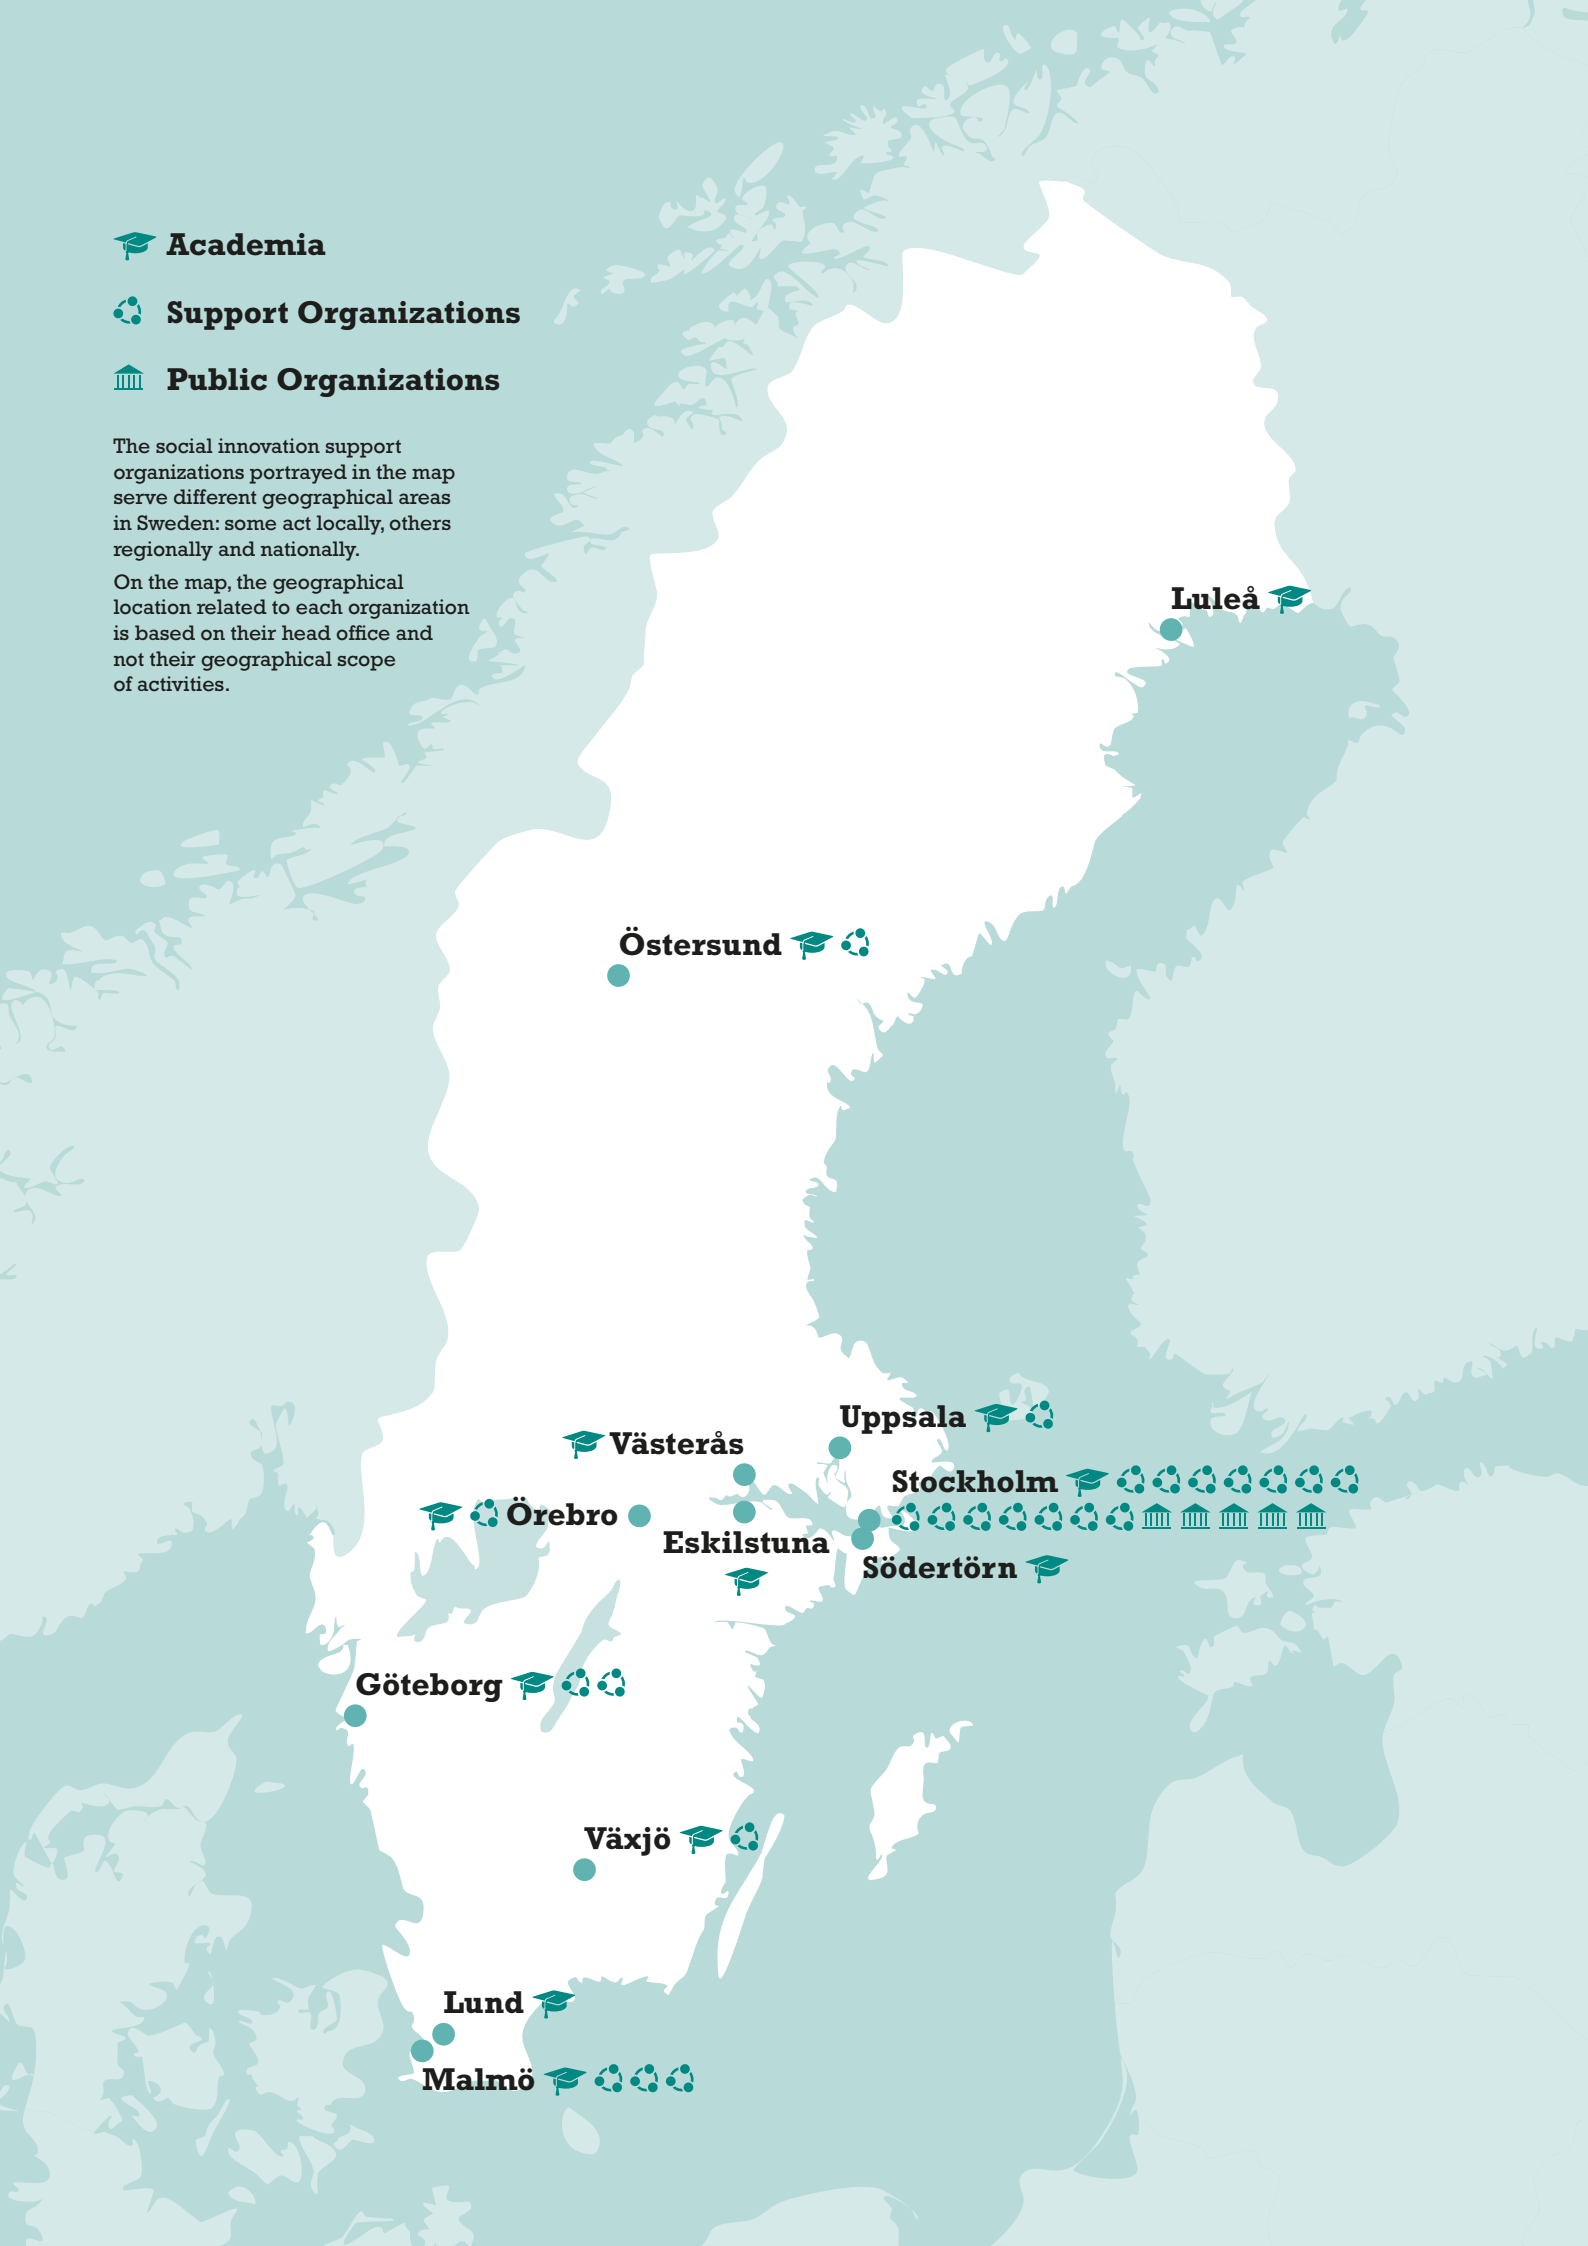 Academia
Support Organizations
Public Organizations
The social innovation support
organizations portrayed in the map
serve different geographical areas
in Sweden: some act locally, others
regionally and nationally.
On the map, the geographical
location related to each organization
is based on their head office and
not their geographical scope
of activities.
Luleå
Östersund
Uppsala
Västerås
Stockholm
Örebro
Eskilstuna
Södertörn
Göteborg
Växjö
Lund
Malmö